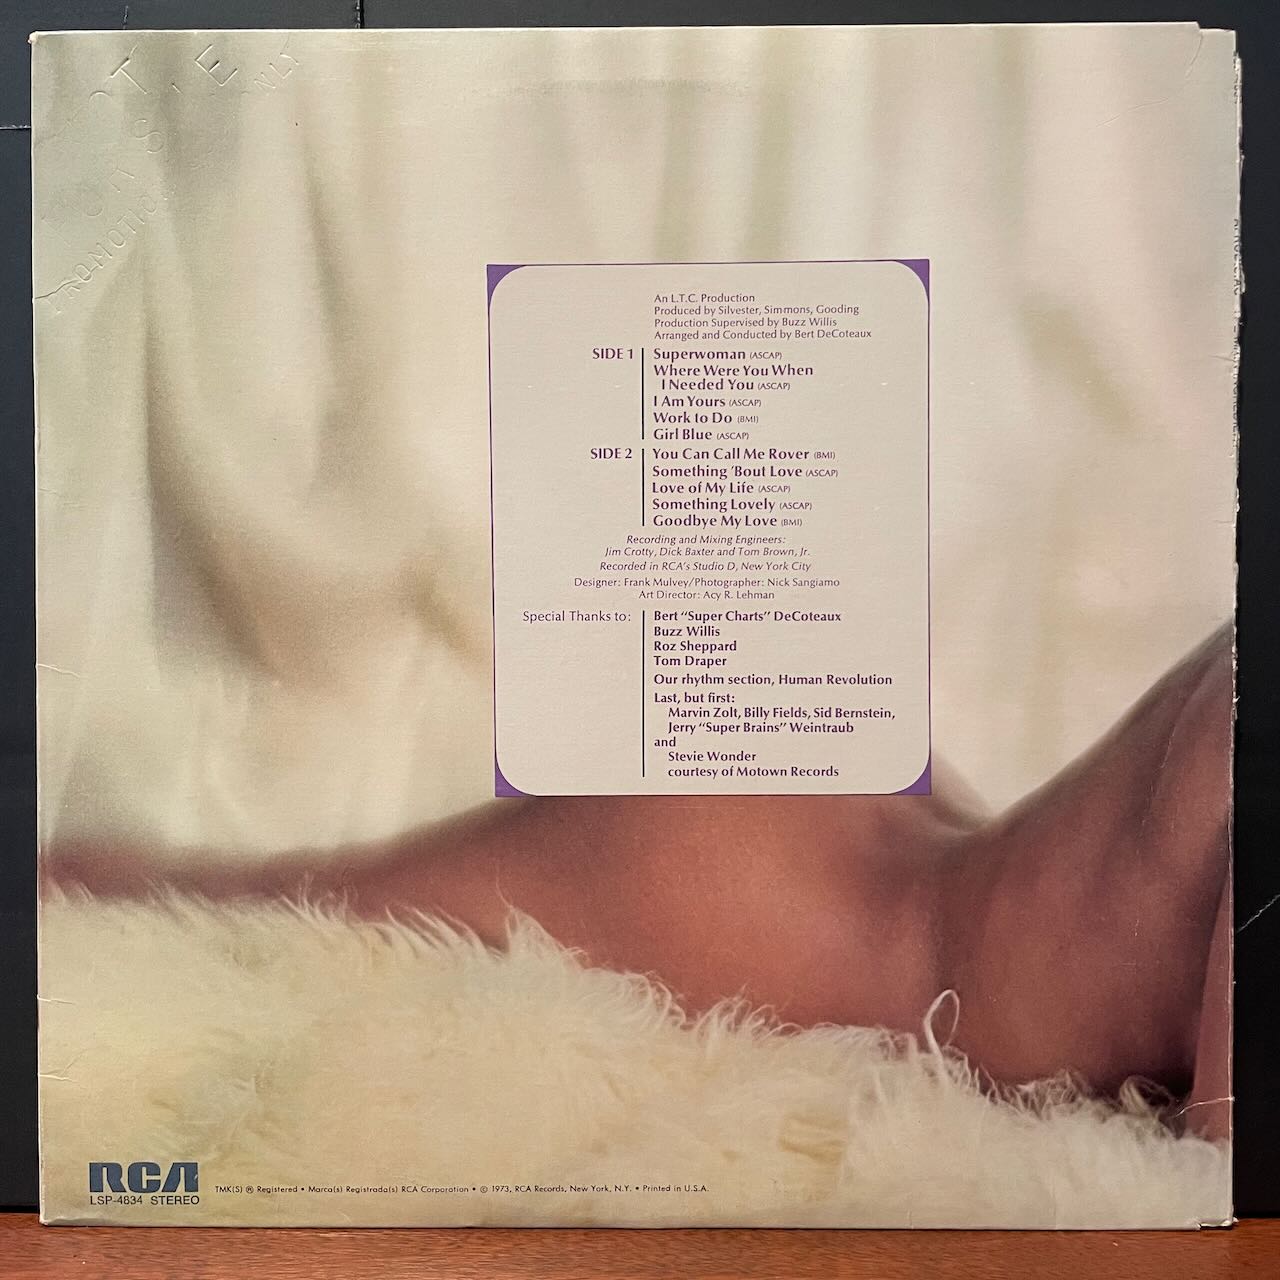 PROMOTIO
ONLY
An L.T.C. Production
Produced by Silvester, Simmons, Gooding
Production Supervised by Buzz Willis
Arranged and Conducted by Bert DeCoteaux
SIDE 1 Superwoman (ASCAP)
Where Were You When
I Needed You (ASCAP)
I Am Yours (ASCAP)
Work to Do (BMI)
Girl Blue (ASCAP)
SIDE 2 You Can Call Me Rover (BMI)
Something 'Bout Love (ASCAP)
Love of My Life (ASCAP)
Something Lovely (ASCAP)
Goodbye My Love (BMI)
Recording and Mixing Engineers:
Jim Crotty, Dick Baxter and Tom Brown, Jr.
Recorded in RCA's Studio D, New York City
Designer: Frank Mulvey/Photographer: Nick Sangiamo
Art Director: Acy R. Lehman
Special Thanks to: Bert "Super Charts" DeCoteaux
Buzz Willis
Roz Sheppard
Tom Draper
Our rhythm section, Human Revolution
Last, but first:
Marvin Zolt, Billy Fields, Sid Bernstein,
Jerry "Super Brains" Weintraub
and
Stevie Wonder
courtesy of Motown Records
RCA
LSP-4834 STEREO
TMK(S) ® Registered • Marca(s) Registrada(s) RCA Corporation • © 1973, RCA Records, New York, N.Y. • Printed in U.S.A.